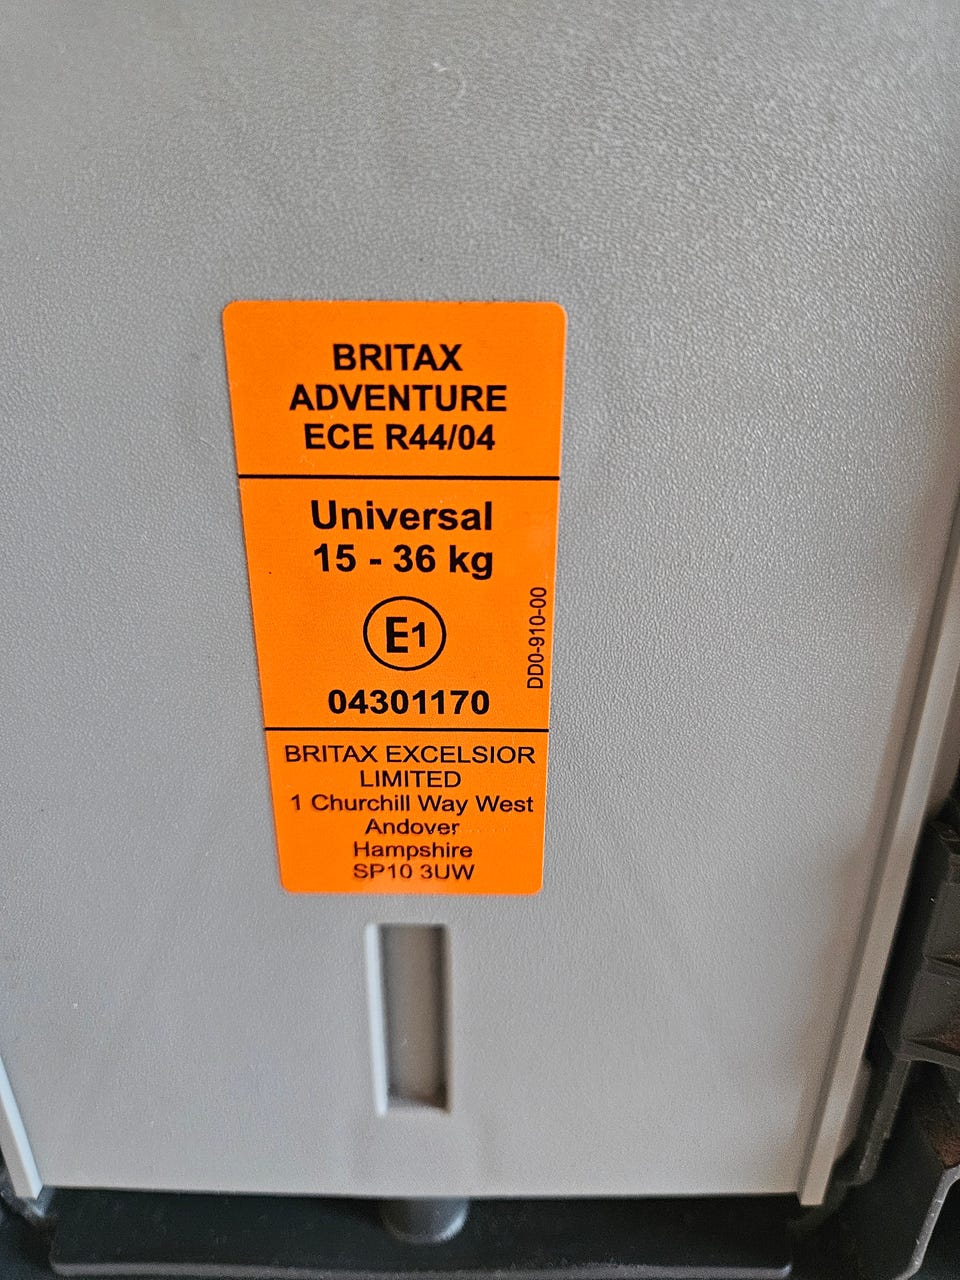 BRITAX
ADVENTURE
ECE R44/04
Universal
15 - 36 kg
E1
04301170
DD0-910-00
BRITAX EXCELSIOR
LIMITED
1 Churchill Way West
Andover
Hampshire
SP10 3UW